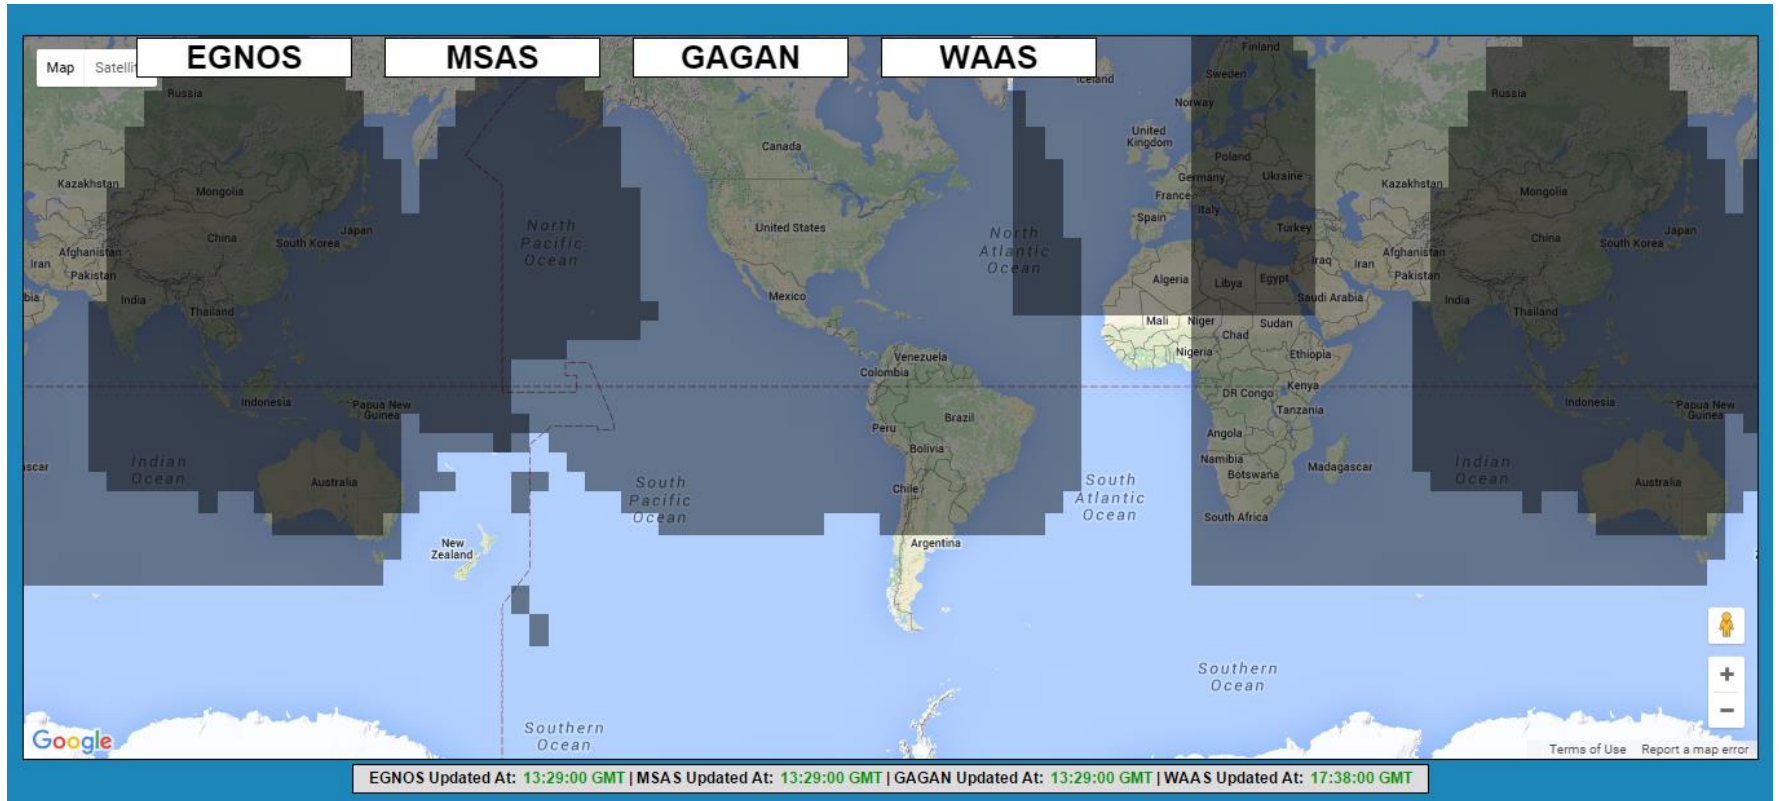 EGNOS MSAS GAGAN WAAS
Map Satellit
Finland
Iceland
Sweden
Russia
Russia
Norway
United
Kingdom
Canada
Poland
Kazakhstan
Mongolia
Germany
Ukraine
Kazakhstan
Mongolia
France
Spain
Italy
North
Pacific
Ocean
United States
North
Atlantic
Ocean
Turkey
China
South Korea
Japan
China
South Korea
Japan
Afghanistan
Iran
Pakistan
Iraq
Iran
Afghanistan
Pakistan
Algeria
Libya
Egypt
bia
India
Mexico
Saudi Arabia
India
Thailand
Mali
Niger
Sudan
Thailand
Chad
Nigeria
Ethiopia
Venezuela
Colombia
DR Congo
Kenya
Indonesia
Papua New
Guinea
Brazil
Tanzania
Indonesia
Papua New
Guinea
Peru
Angola
Bolivia
Namibia
Botswana
Madagascar
ascar
Indian
Ocean
Australia
South
Pacific
Ocean
Chile
South
Atlantic
Ocean
Indian
Ocean
Australia
South Africa
New
Zealand
Argentina
Southern
Ocean
Southern
Ocean
+
−
Google
Terms of Use Report a map error
EGNOS Updated At: 13:29:00 GMT | MSAS Updated At: 13:29:00 GMT | GAGAN Updated At: 13:29:00 GMT | WAAS Updated At: 17:38:00 GMT